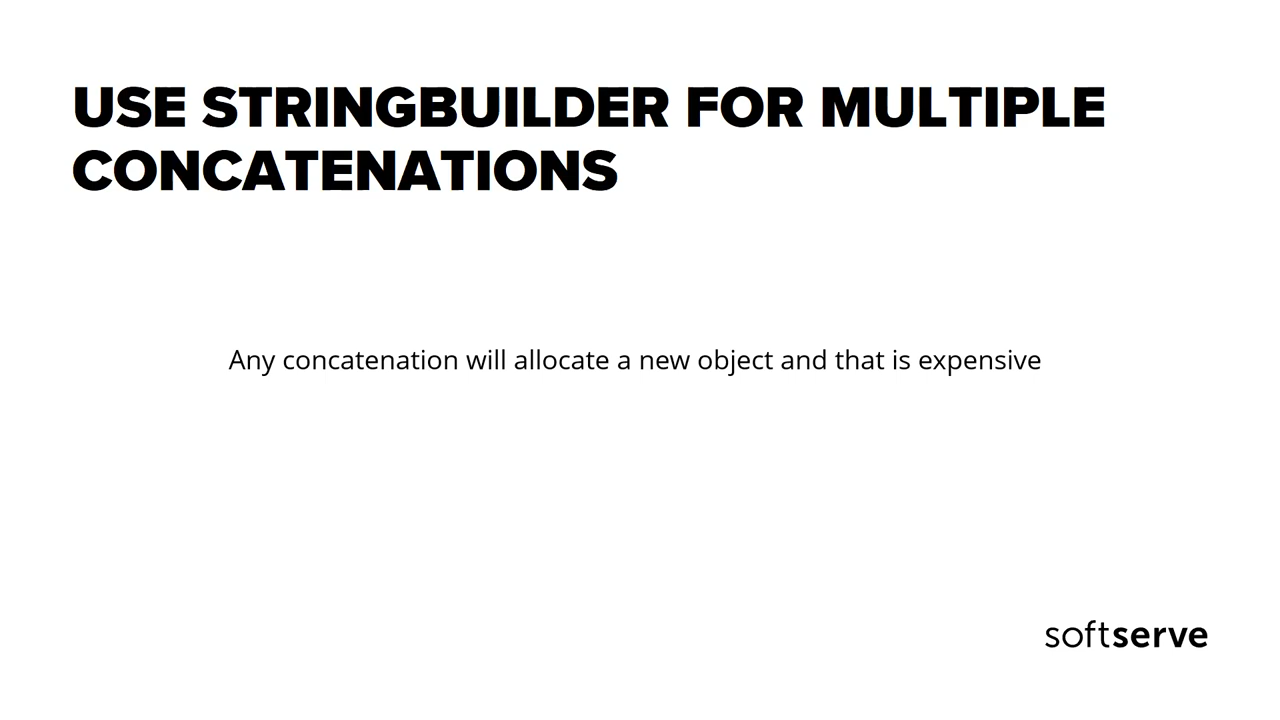 USE STRINGBUILDER FOR MULTIPLE
CONCATENATIONS
Any concatenation will allocate a new object and that is expensive
softserve